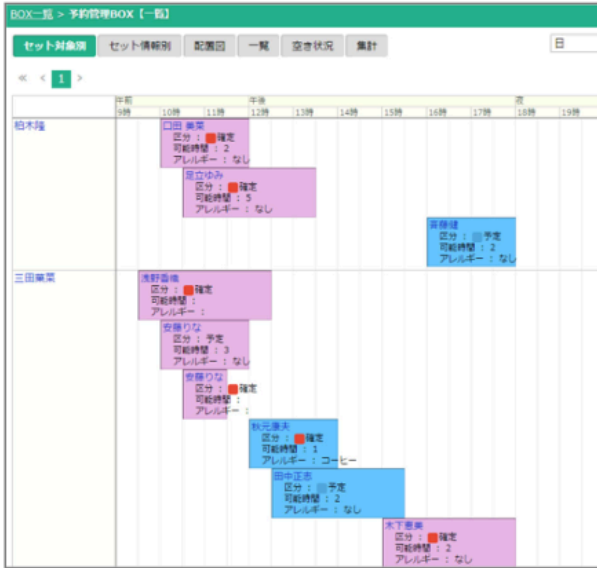 BOX一覧 > 予約管理BOX【一覧】
セット対象別 セット情報別 配置図 一覧 空き状況 集計 日
« < 1 >
午前 午後 夜
9時 10時 11時 12時 13時 14時 15時 16時 17時 18時 19時
柏木隆
口田 美菜
区分 : 確定
可能時間 : 2
アレルギー : なし
足立ゆみ
区分 : 確定
可能時間 : 5
アレルギー : なし
斉藤健
区分 : 予定
可能時間 : 2
アレルギー : なし
三田菜菜
浅野香織
区分 : 確定
可能時間 :
アレルギー :
安藤りな
区分 : 予定
可能時間 : 3
アレルギー : なし
安藤りな
区分 : 確定
可能時間 :
アレルギー :
秋元康夫
区分 : 確定
可能時間 : 1
アレルギー : コーヒー
田中正志
区分 : 予定
可能時間 : 2
アレルギー : なし
木下恵美
区分 : 確定
可能時間 : 2
アレルギー : なし